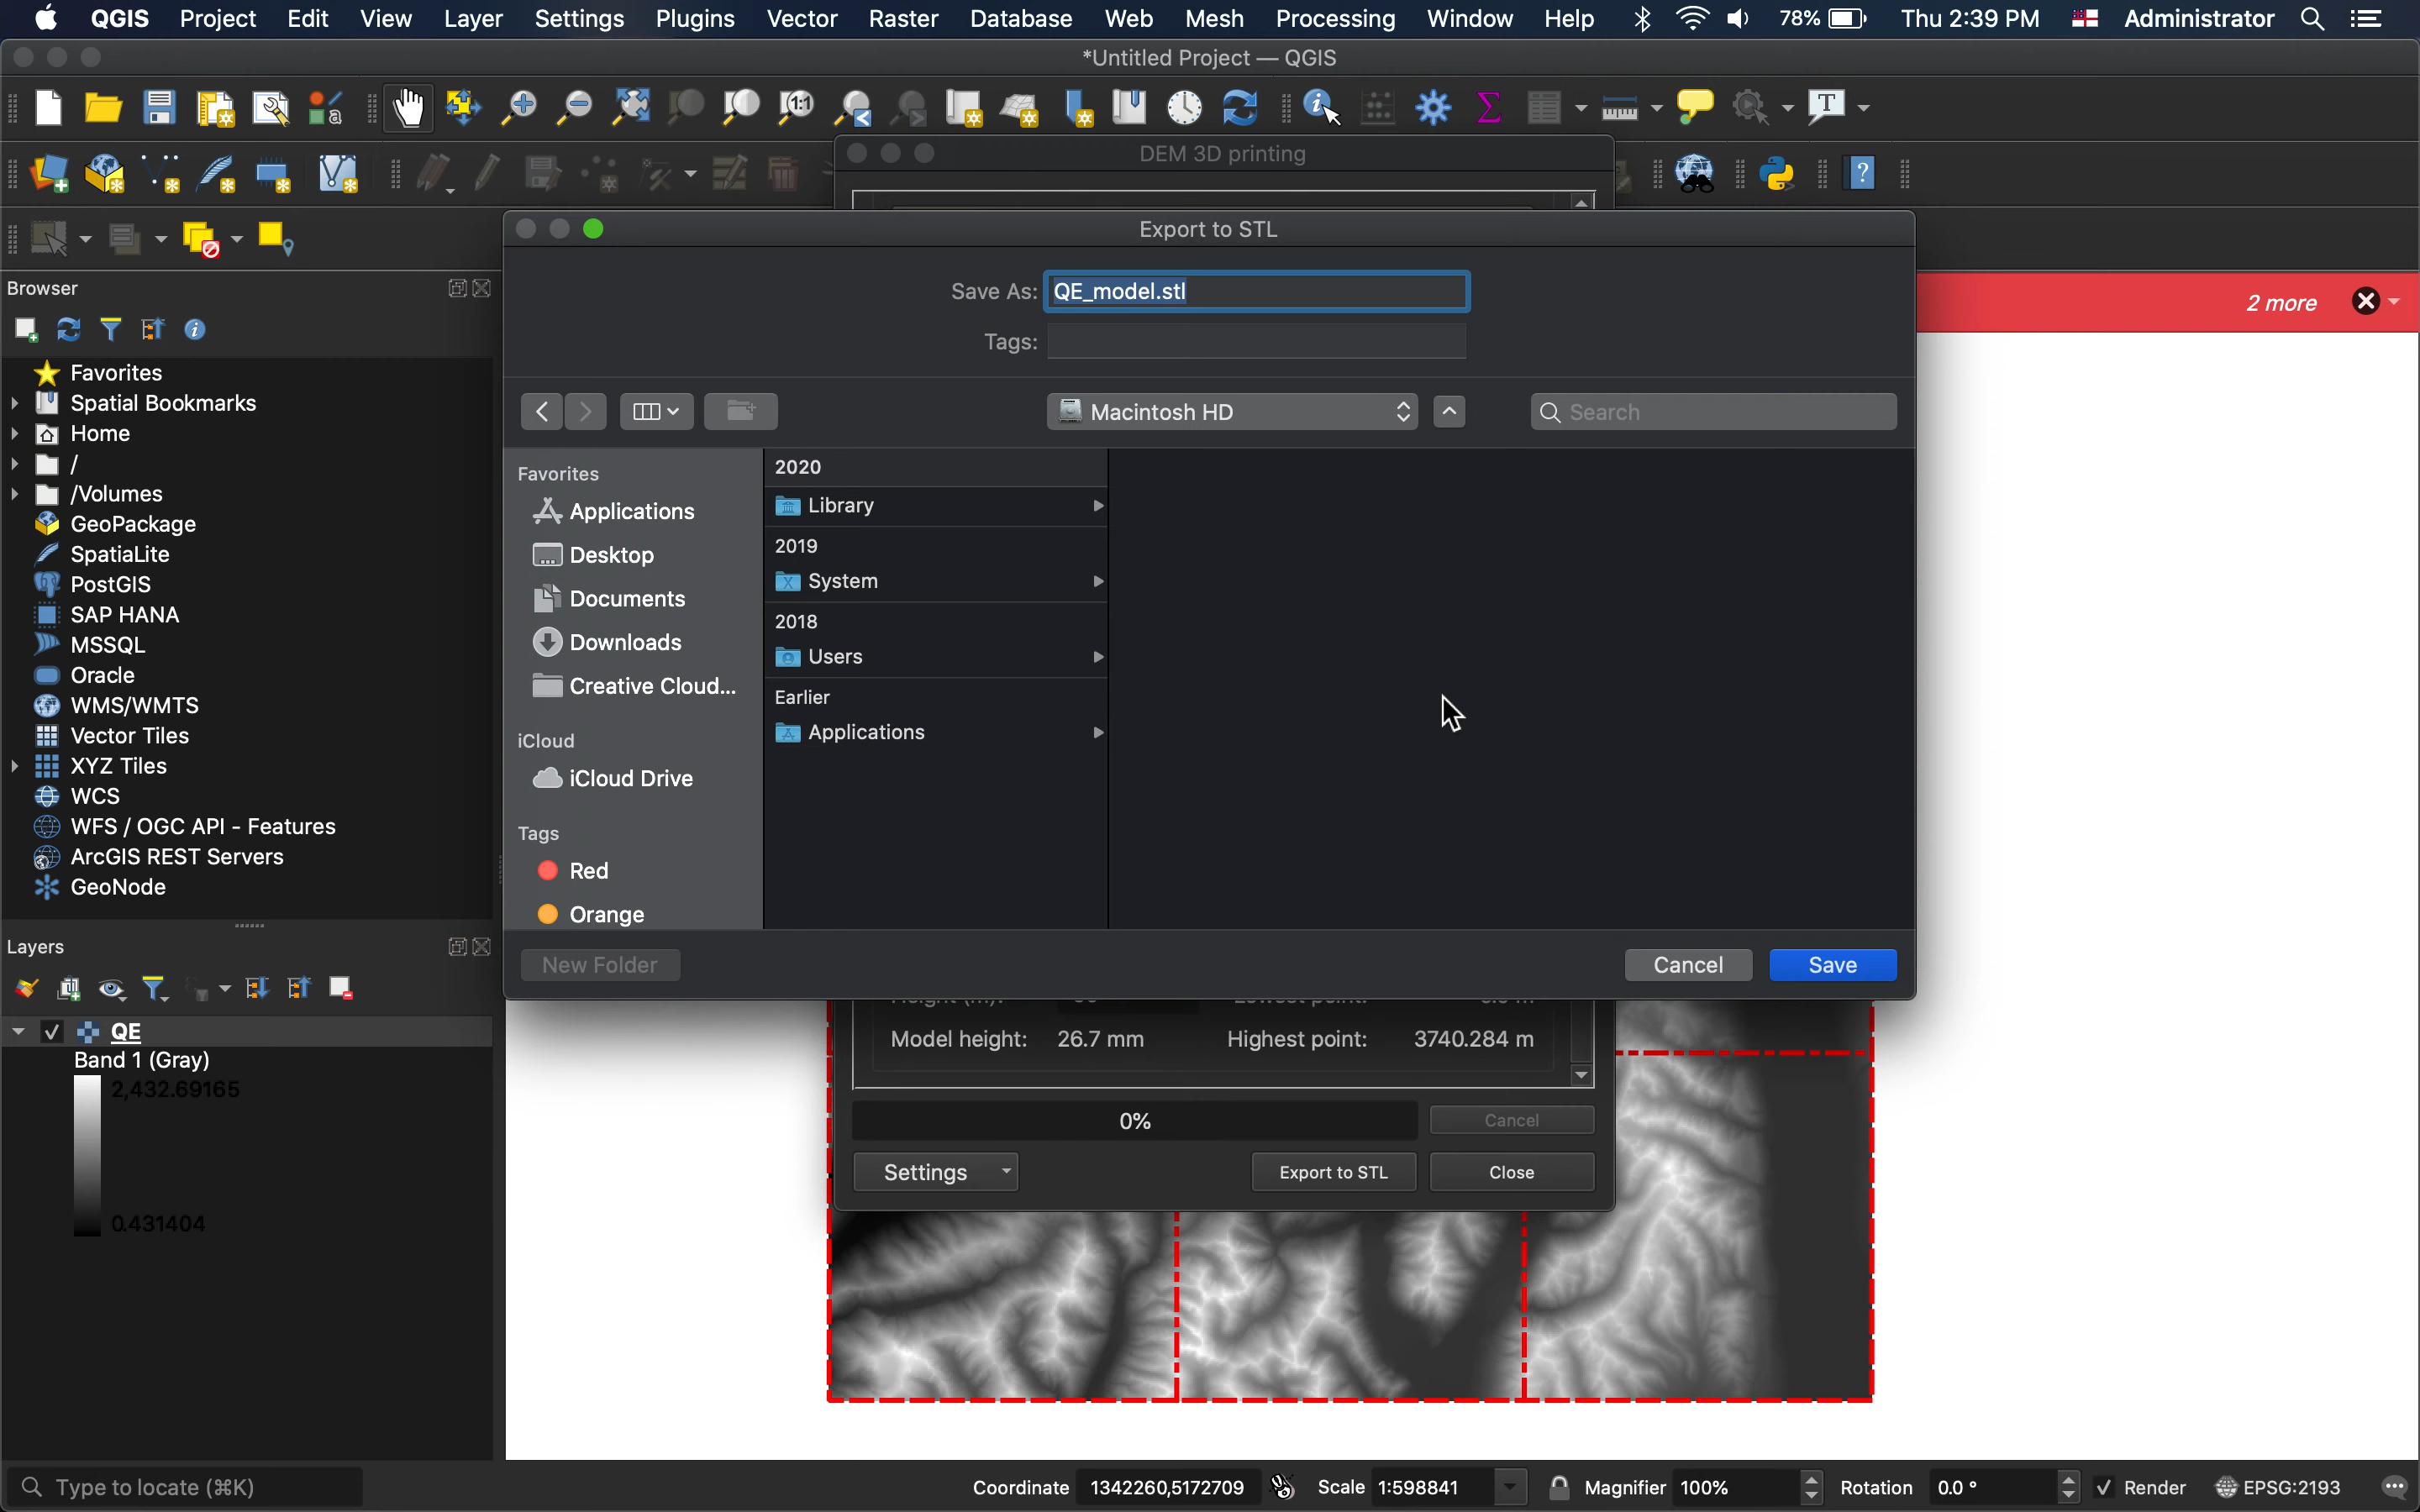 QGIS Project Edit View Layer Settings Plugins Vector Raster Database Web Mesh Processing Window Help 78% Thu 2:39 PM Administrator
*Untitled Project — QGIS
DEM 3D printing
Export to STL
Save As: QE_model.stl
Tags:
Macintosh HD
Search
Favorites
Applications
Desktop
Documents
Downloads
Creative Cloud...
iCloud
iCloud Drive
Tags
Red
Orange
2020
Library
2019
System
2018
Users
Earlier
Applications
New Folder
Cancel
Save
2 more
Browser
Favorites
Spatial Bookmarks
Home
/
/Volumes
GeoPackage
SpatiaLite
PostGIS
SAP HANA
MSSQL
Oracle
WMS/WMTS
Vector Tiles
XYZ Tiles
WCS
WFS / OGC API - Features
ArcGIS REST Servers
GeoNode
Layers
QE
Band 1 (Gray)
2,432.69165
0.431404
Model height: 26.7 mm Highest point: 3740.284 m
0%
Cancel
Settings
Export to STL
Close
Type to locate (⌘K)
Coordinate 1342260,5172709 Scale 1:598841 Magnifier 100% Rotation 0.0 ° Render EPSG:2193